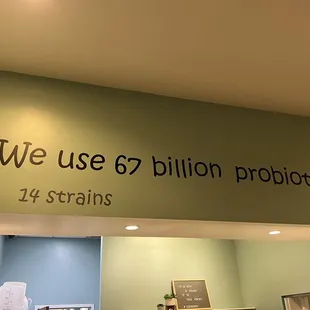 We use 67 billion probiot
14 strains